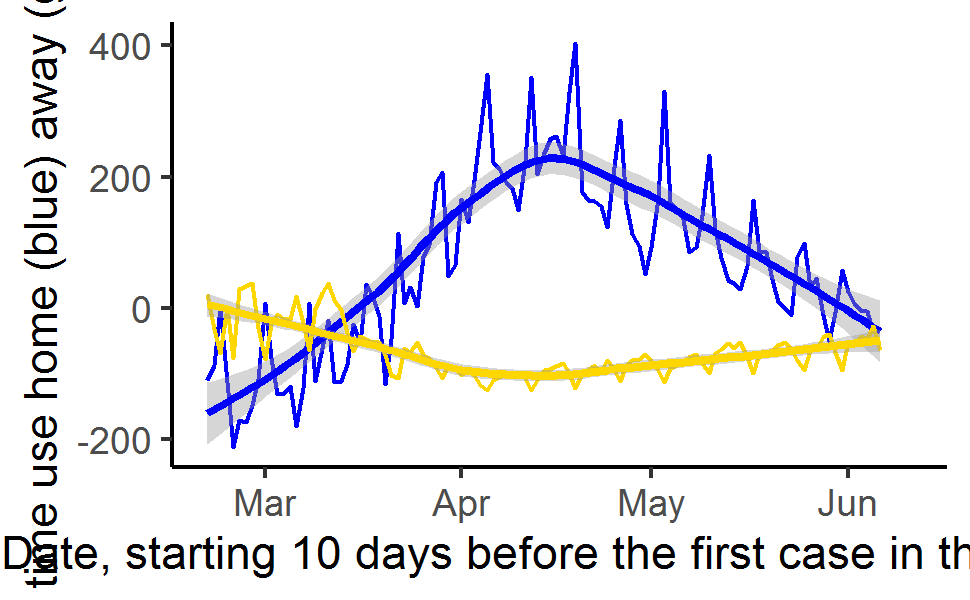 time use home (blue) away (
400
200
0
-200
Mar Apr May Jun
Date, starting 10 days before the first case in th